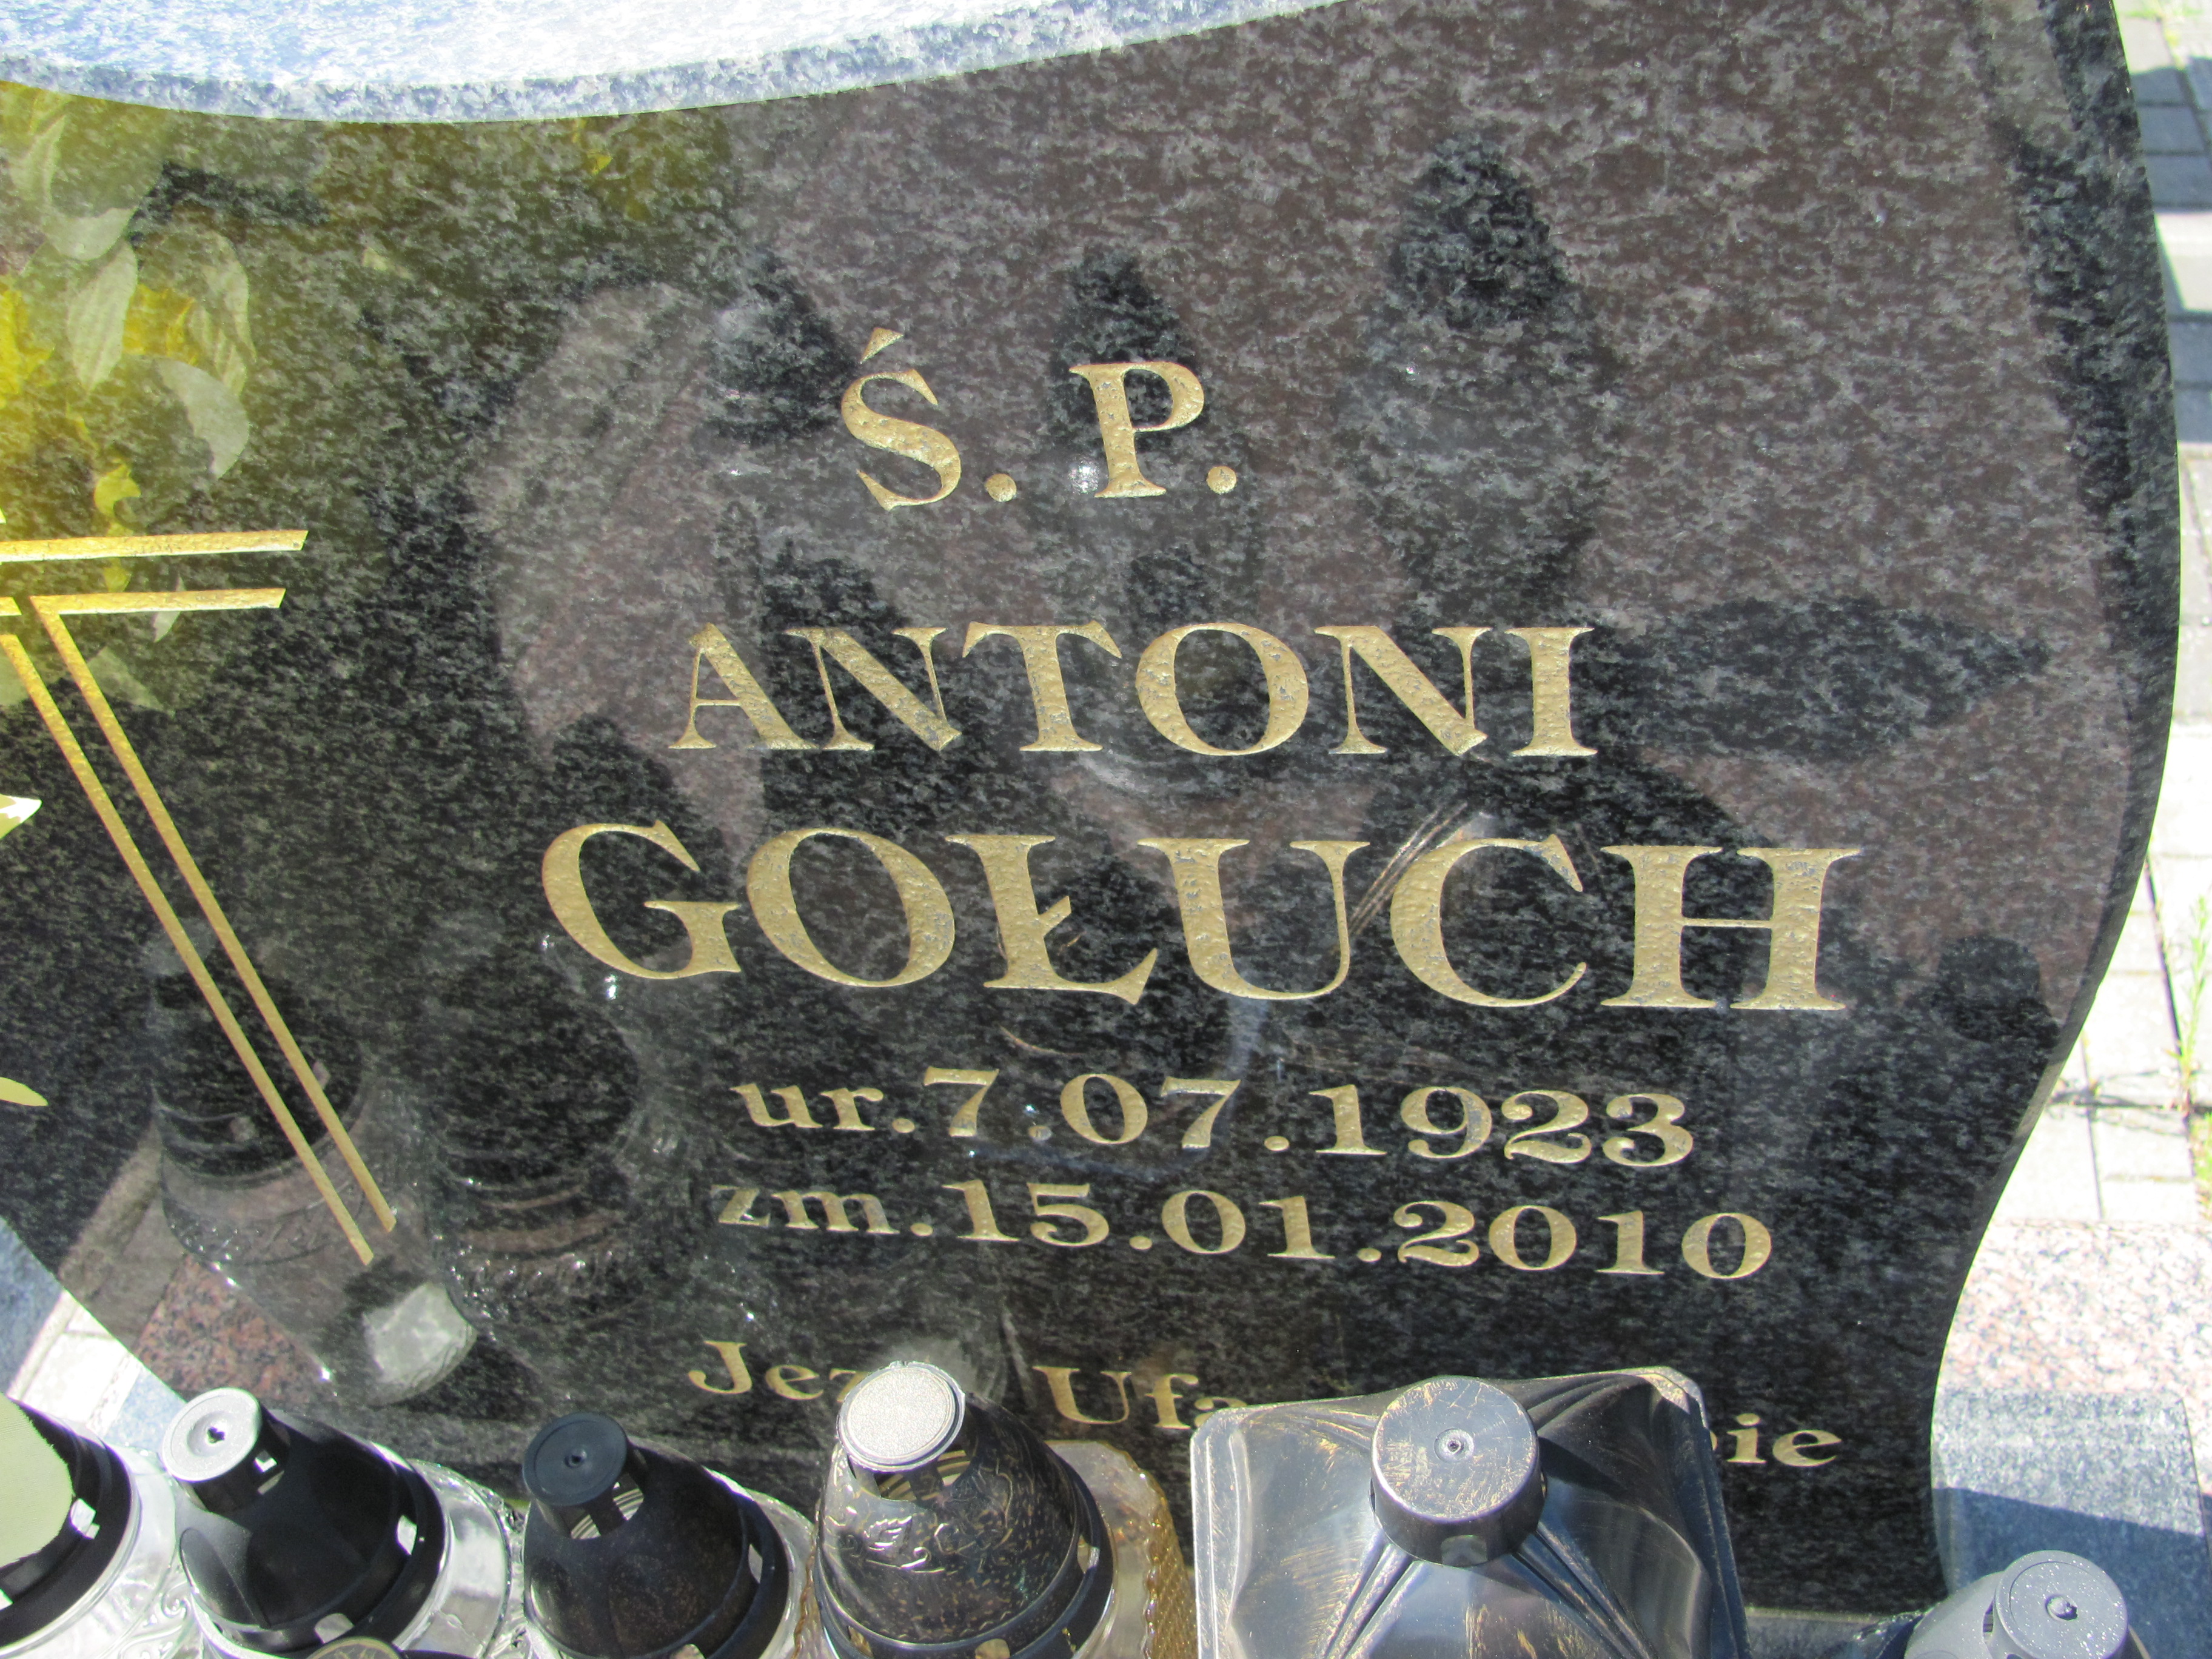 Ś. P.
ANTONI
GOŁUCH
ur.7.07.1923
zm.15.01.2010